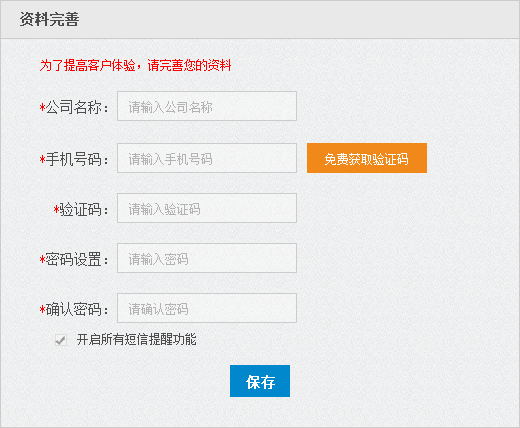 资料完善
为了提高客户体验，请完善您的资料
*公司名称： 请输入公司名称
*手机号码： 请输入手机号码 免费获取验证码
*验证码： 请输入验证码
*密码设置： 请输入密码
*确认密码： 请确认密码
开启所有短信提醒功能
保存